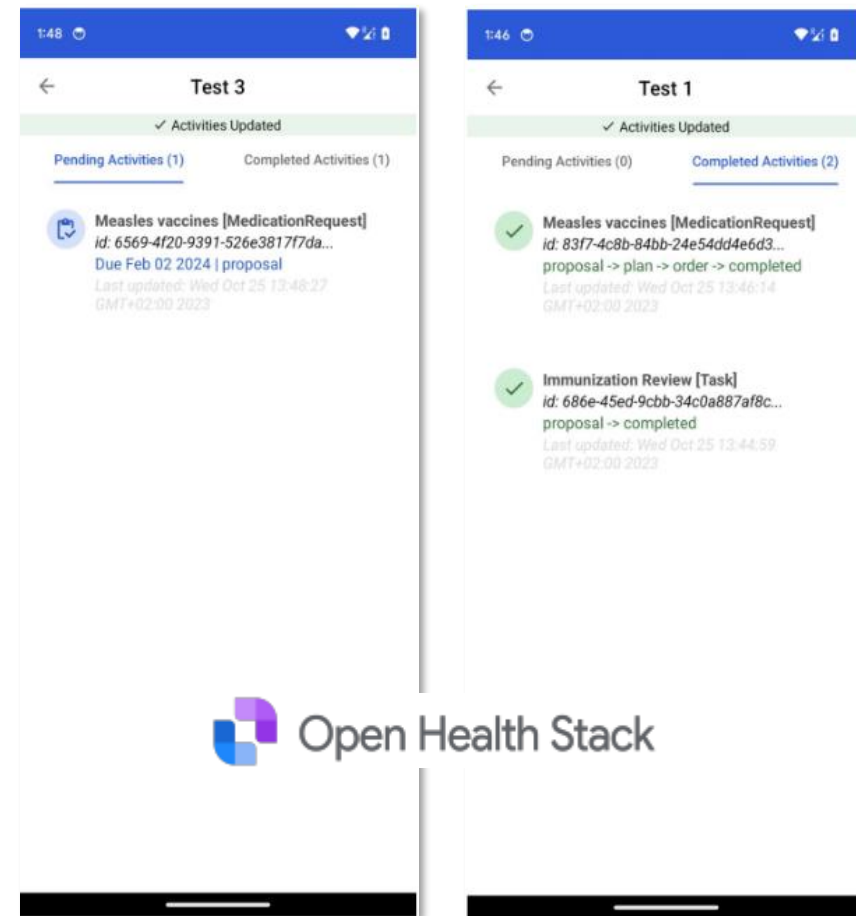 1:48
Test 3
Activities Updated
Pending Activities (1)
Completed Activities (1)
Measles vaccines [MedicationRequest]
id: 6569-4f20-9391-526e3817f7da...
Due Feb 02 2024 | proposal
Last updated: Wed Oct 25 13:48:27
GMT+02:00 2023
1:46
Test 1
Activities Updated
Pending Activities (0)
Completed Activities (2)
Measles vaccines [MedicationRequest]
id: 83f7-4c8b-84bb-24e54dd4e6d3...
proposal -> plan -> order -> completed
Last updated: Wed Oct 25 13:46:14
GMT+02:00 2023
Immunization Review [Task]
id: 686e-45ed-9cbb-34c0a887af8c...
proposal -> completed
Last updated: Wed Oct 25 13:44:59
GMT+02:00 2023
Open Health Stack